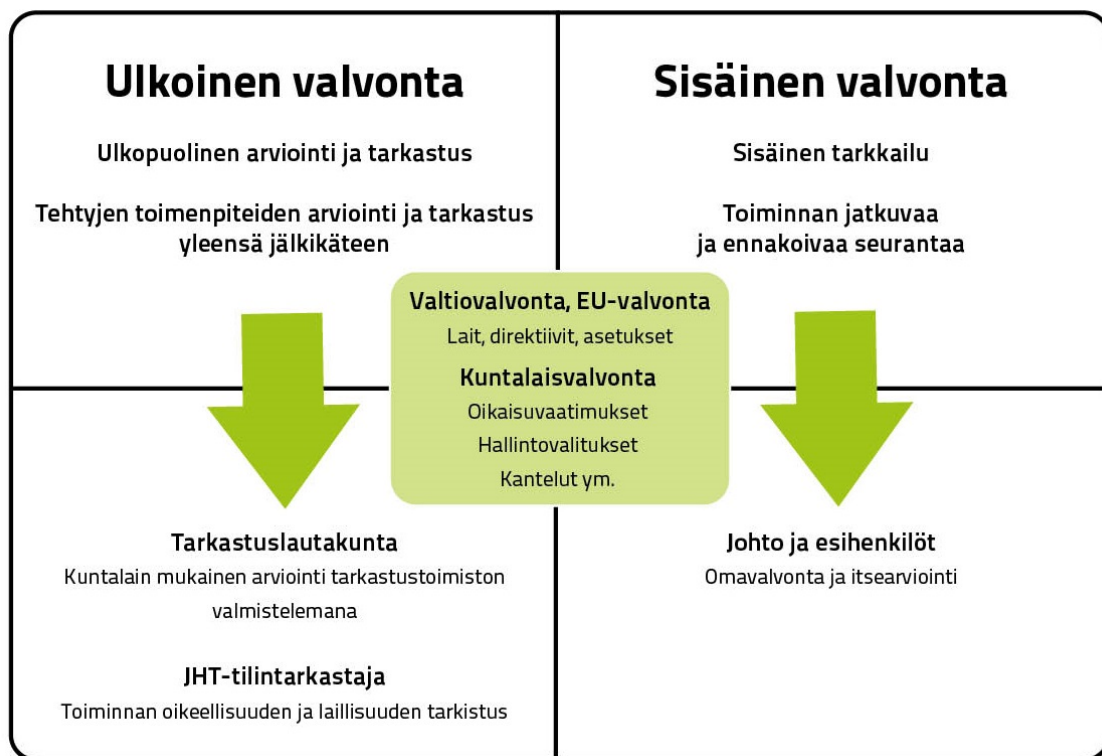 Ulkoinen valvonta
Ulkopuolinen arviointi ja tarkastus
Tehtyjen toimenpiteiden arviointi ja tarkastus
yleensä jälkikäteen
Sisäinen valvonta
Sisäinen tarkkailu
Toiminnan jatkuvaa
ja ennakoivaa seurantaa
Valtiovalvonta, EU-valvonta
Lait, direktiivit, asetukset
Kuntalaisvalvonta
Oikaisuvaatimukset
Hallintovalitukset
Kantelut ym.
Tarkastuslautakunta
Kuntalain mukainen arviointi tarkastustoimiston
valmistelemana
JHT-tilintarkastaja
Toiminnan oikeellisuuden ja laillisuuden tarkistus
Johto ja esihenkilöt
Omavalvonta ja itsearviointi